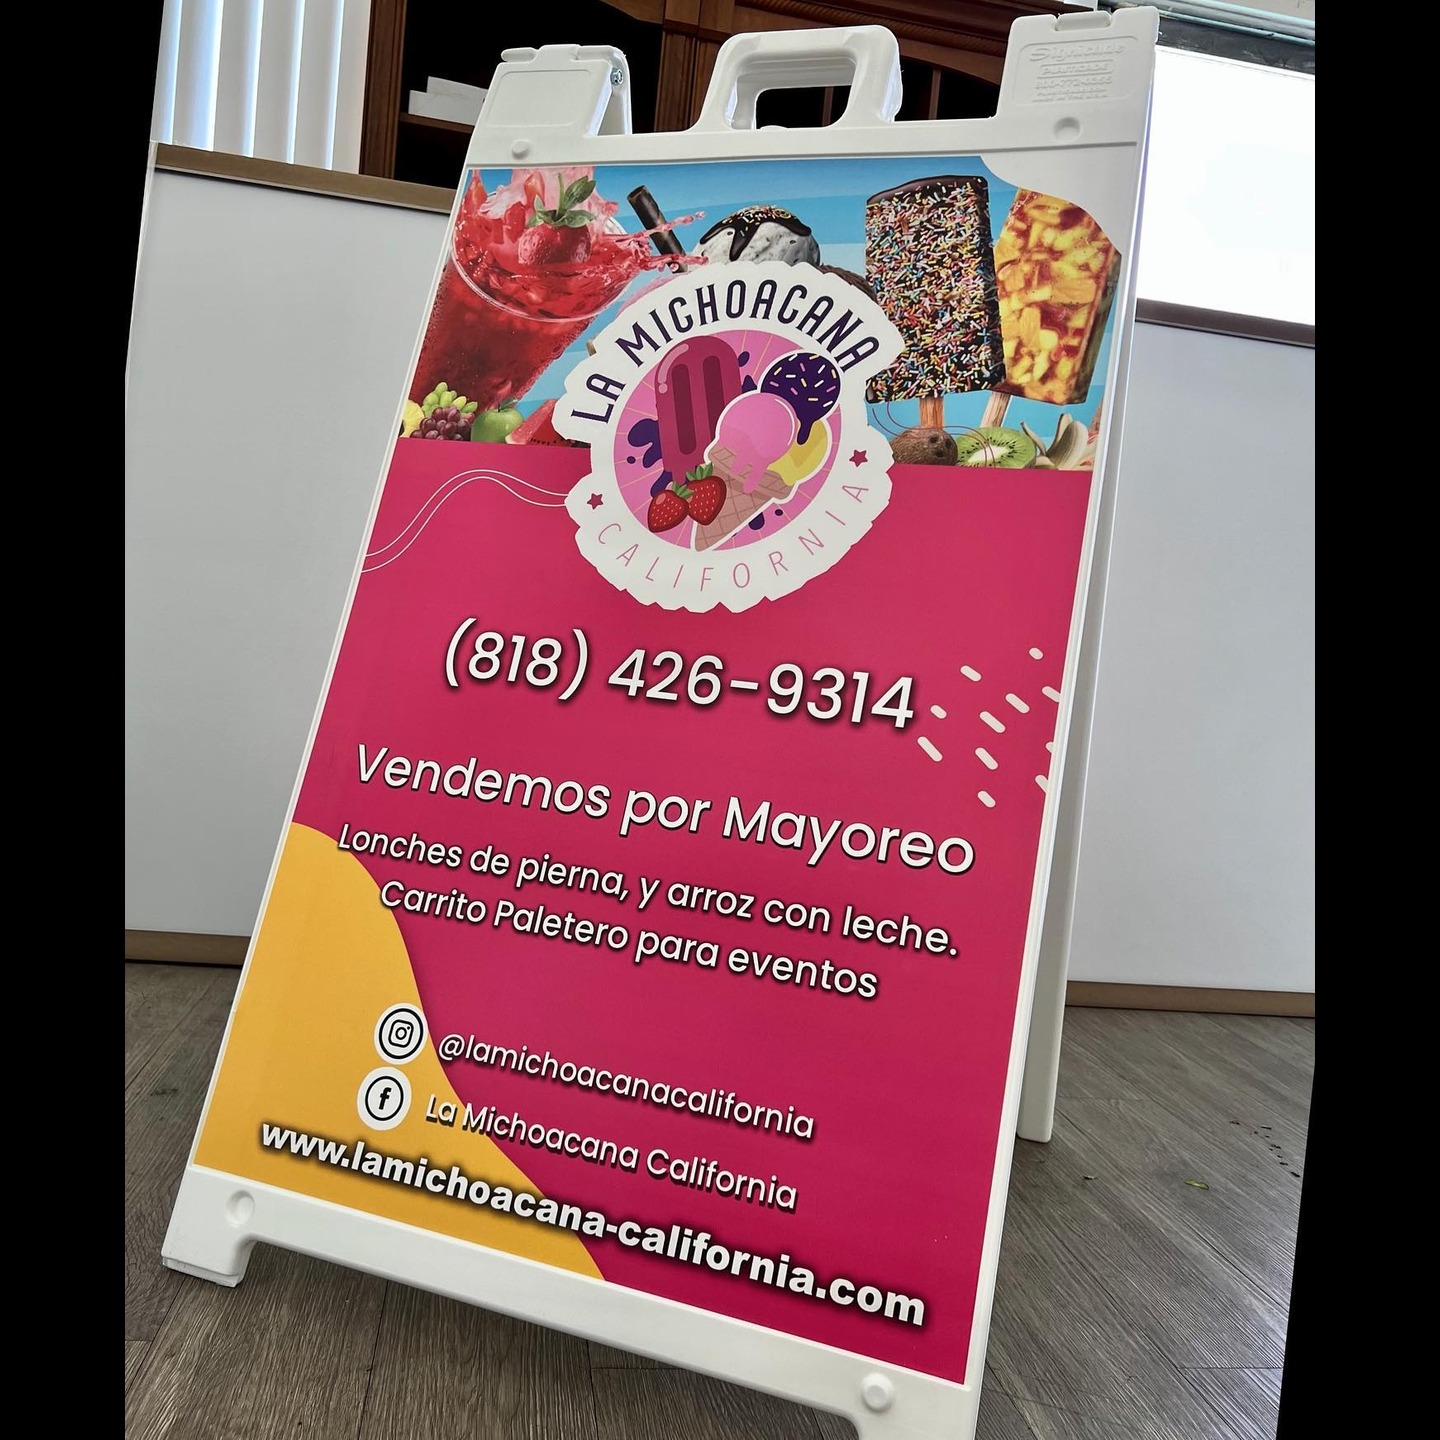 Signicade
LA MICHOACANA
CALIFORNIA
(818) 426-9314
Vendemos por Mayoreo
Lonches de pierna, y arroz con leche.
Carrito Paletero para eventos
@lamichoacanacalifornia
f
La Michoacana California
www.lamichoacana-california.com